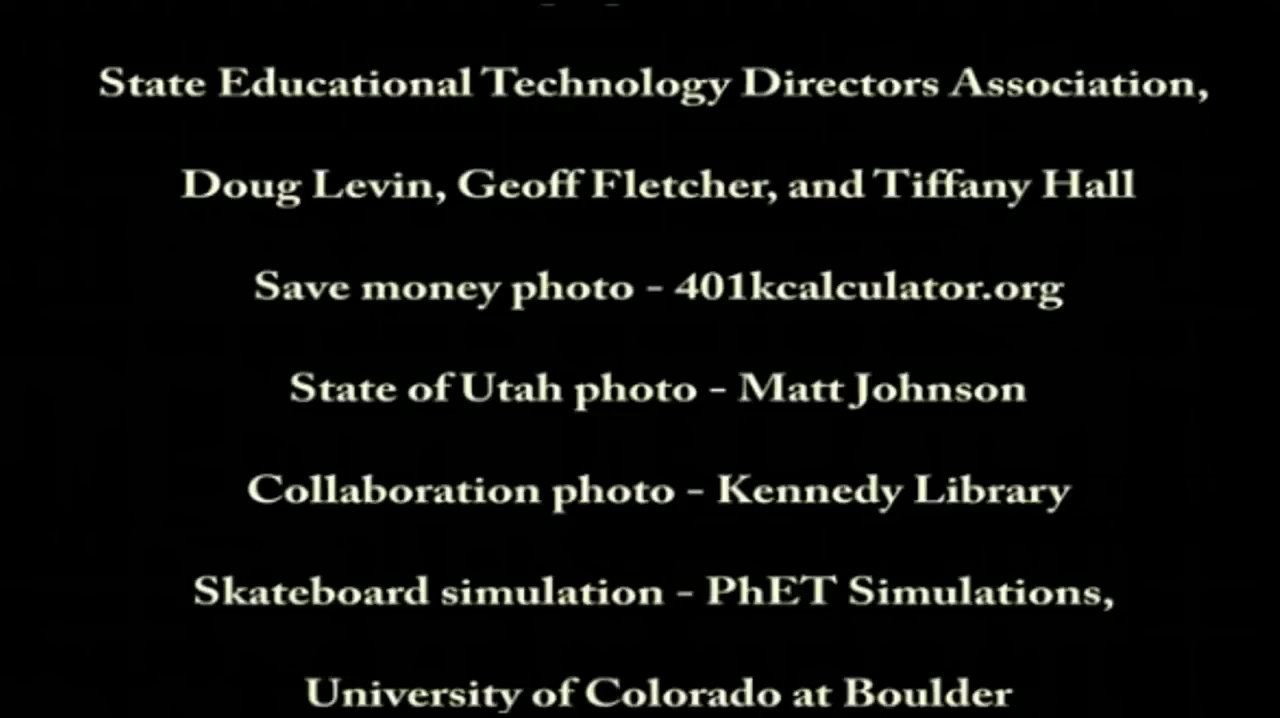 State Educational Technology Directors Association,
Doug Levin, Geoff Fletcher, and Tiffany Hall
Save money photo - 401kcalculator.org
State of Utah photo - Matt Johnson
Collaboration photo - Kennedy Library
Skateboard simulation - PhET Simulations,
University of Colorado at Boulder